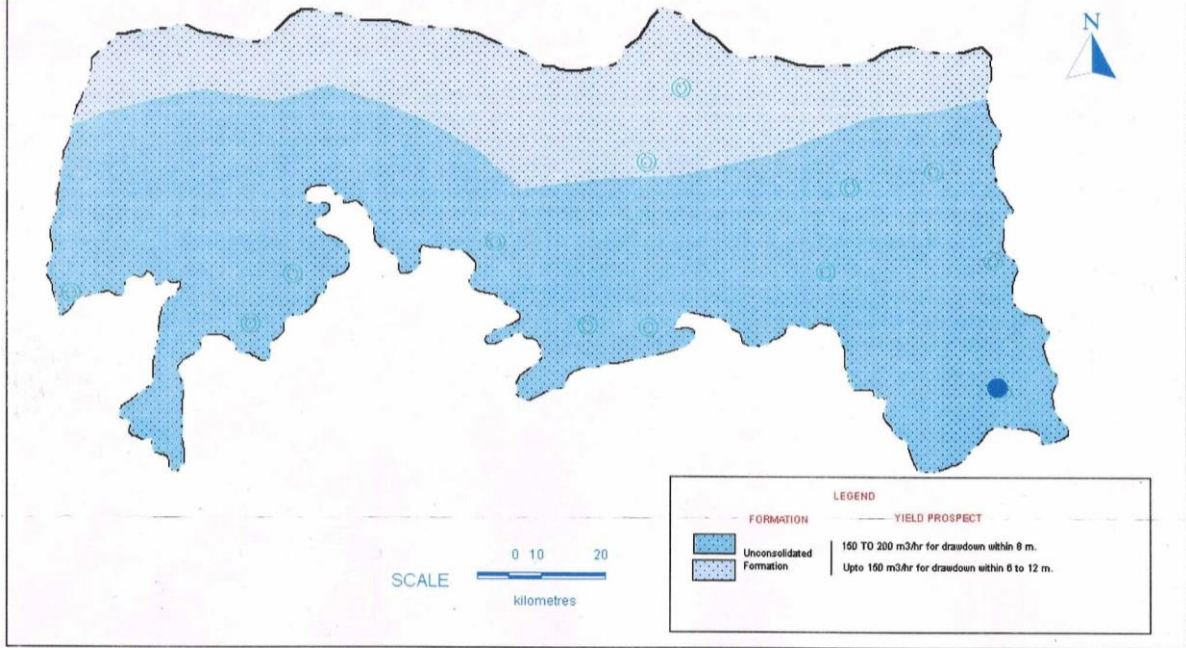 N
LEGEND
FORMATION YIELD PROSPECT
Unconsolidated
Formation
150 TO 200 m3/hr for drawdown within 6 m.
Upto 150 m3/hr for drawdown within 6 to 12 m.
0 10 20
SCALE
kilometres